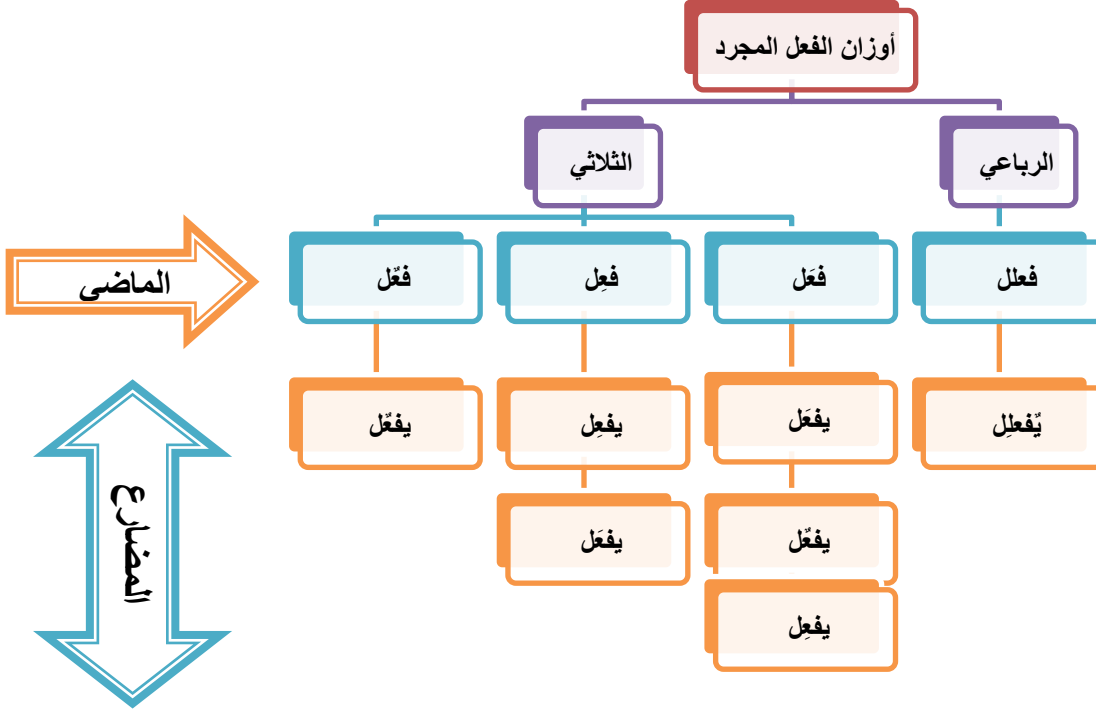 أوزان الفعل المجرد
الرباعي
الثلاثي
فعلل
فعَل
فعِل
فعٌل
الماضي
يٌفعلِل
يفعَل
يفعِل
يفعٌل
يفعٌل
يفعَل
يفعِل
المضارع